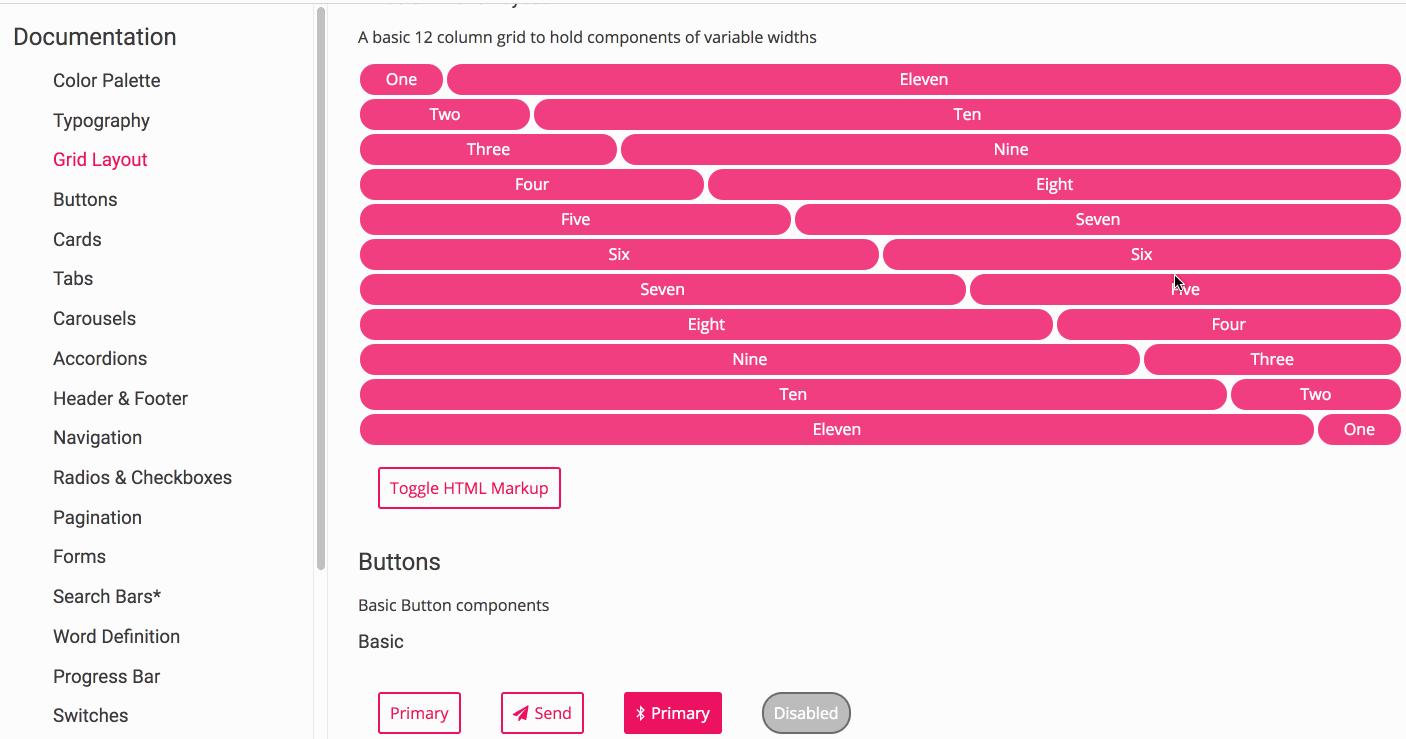 Documentation
Color Palette
Typography
Grid Layout
Buttons
Cards
Tabs
Carousels
Accordions
Header & Footer
Navigation
Radios & Checkboxes
Pagination
Forms
Search Bars*
Word Definition
Progress Bar
Switches
A basic 12 column grid to hold components of variable widths
One Eleven
Two Ten
Three Nine
Four Eight
Five Seven
Six Six
Seven Five
Eight Four
Nine Three
Ten Two
Eleven One
Toggle HTML Markup
Buttons
Basic Button components
Basic
Primary Send Primary Disabled